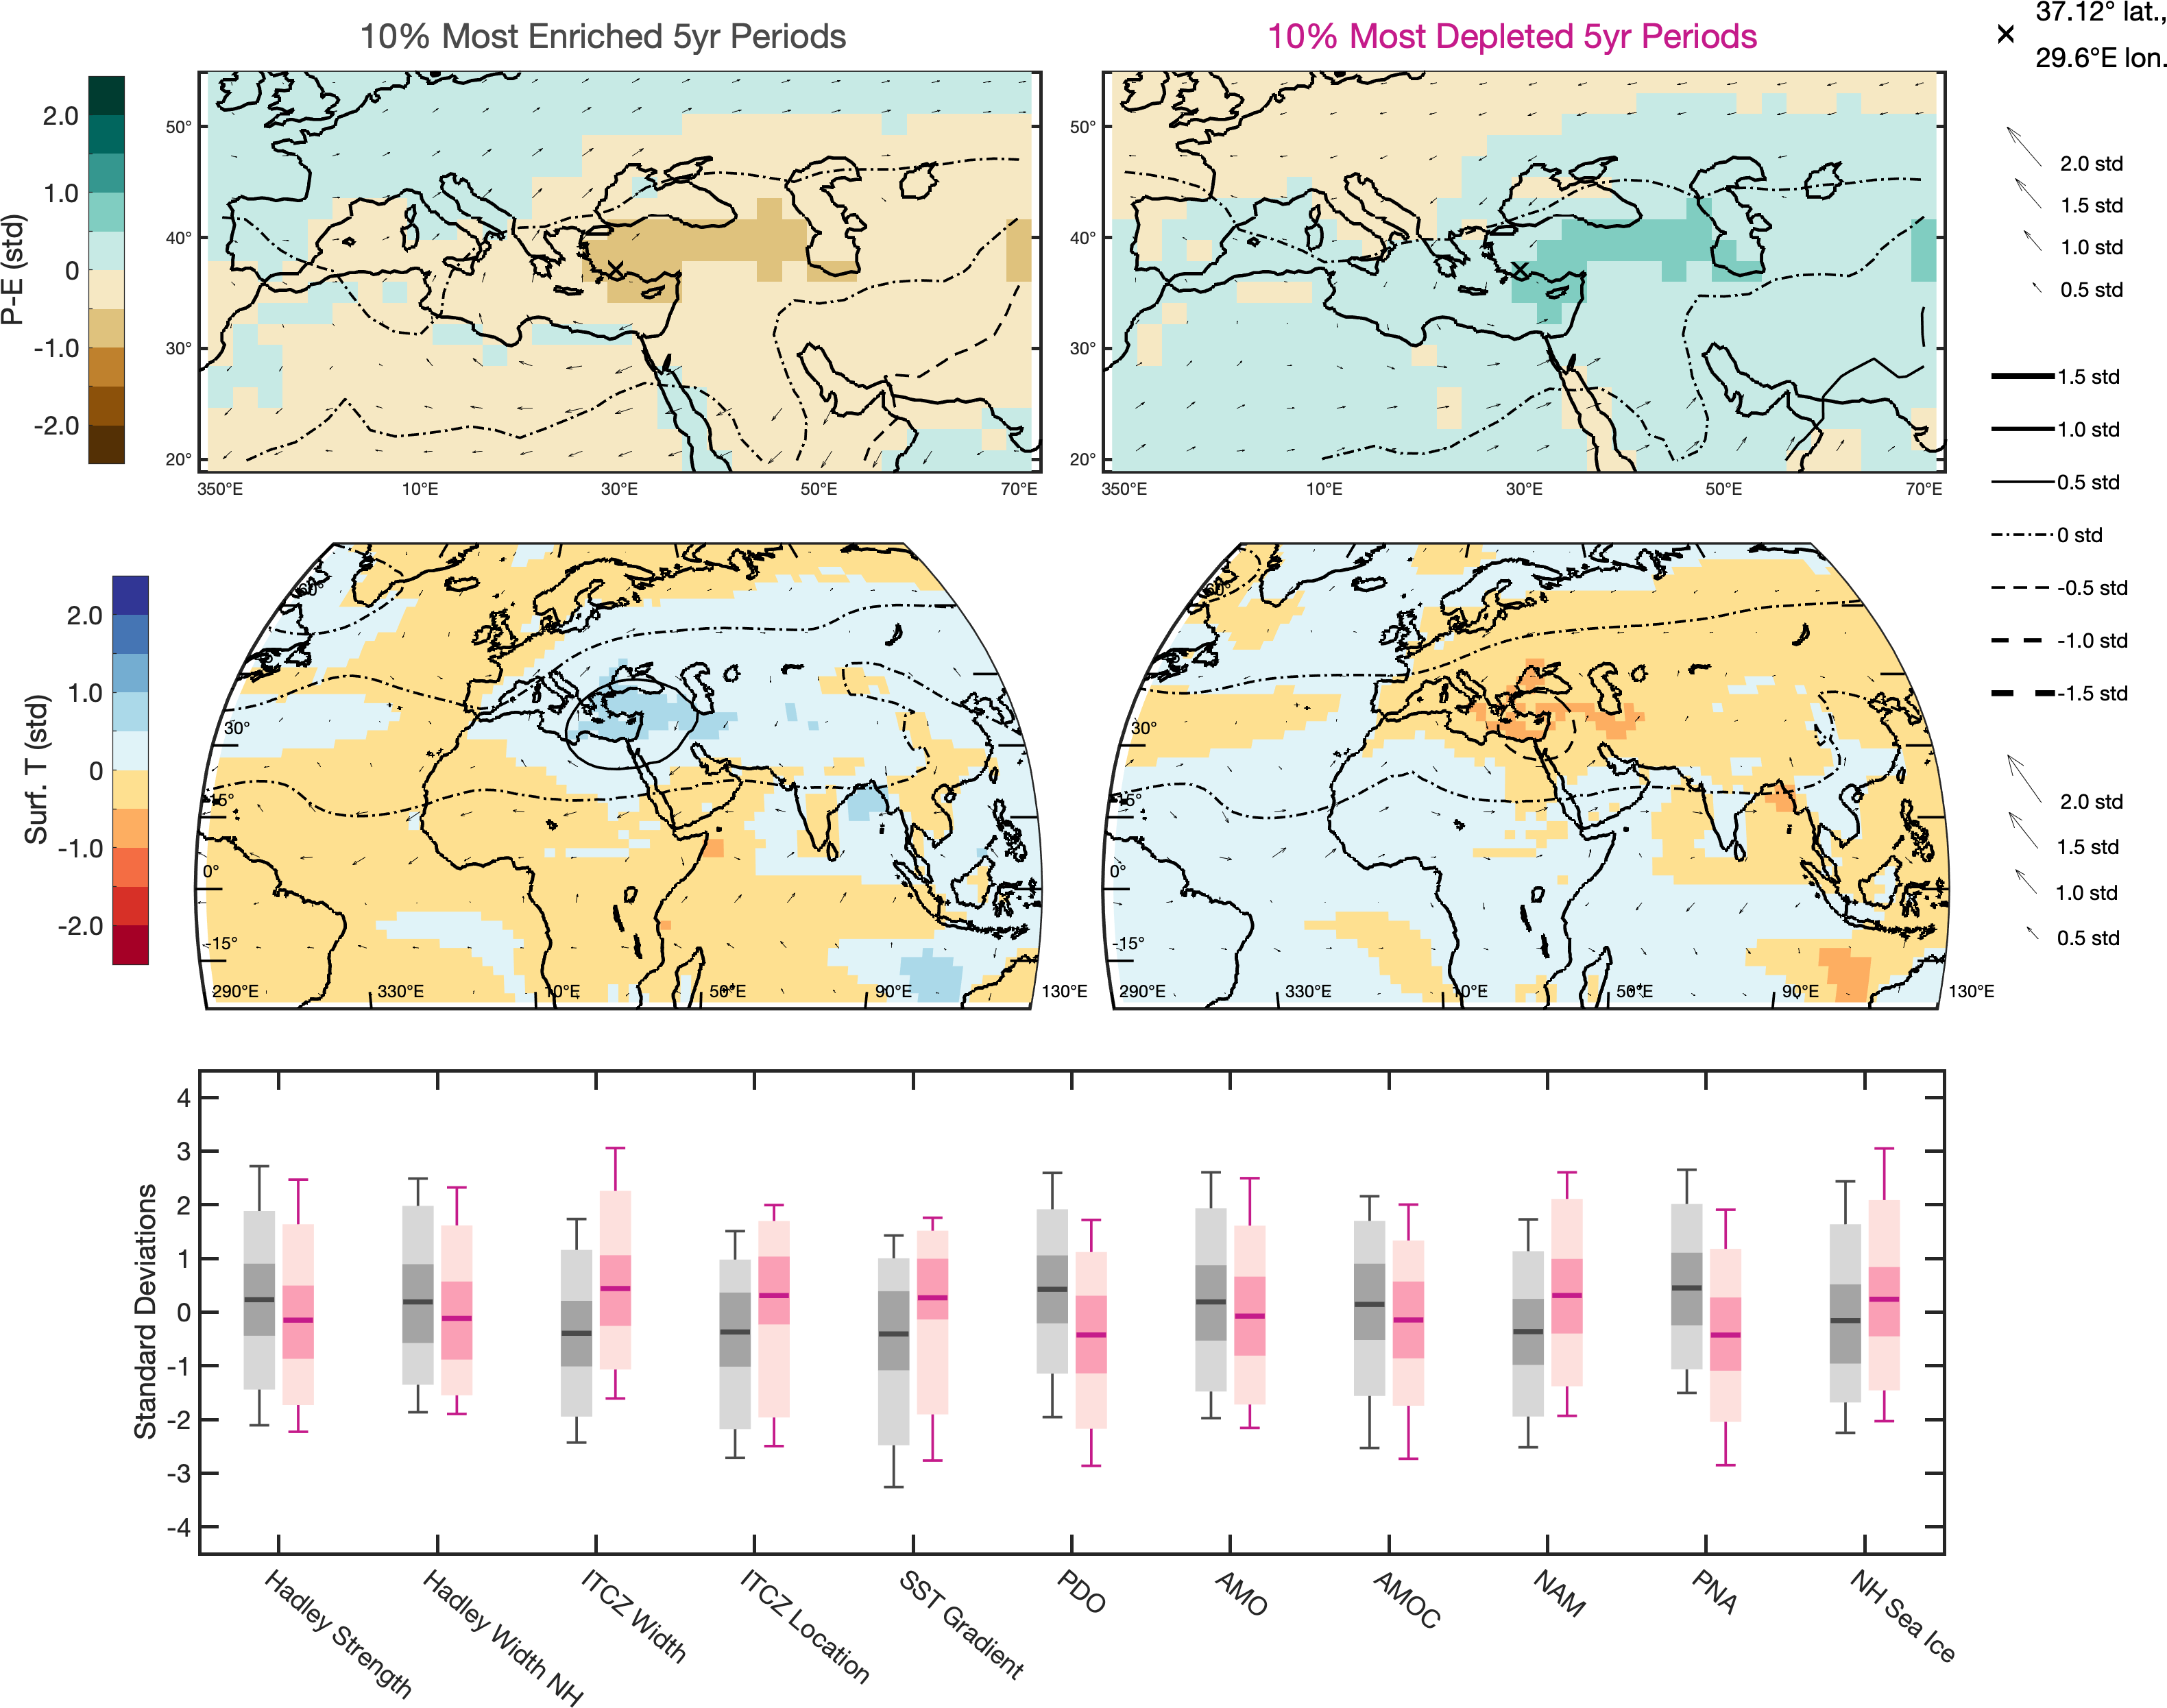 10% Most Enriched 5yr Periods
10% Most Depleted 5yr Periods
37.12° lat.,
29.6°E lon.
P-E (std)
2.0
1.0
0
-1.0
-2.0
50°
40°
30°
20°
350°E
10°E
30°E
50°E
70°E
50°
40°
30°
20°
350°E
10°E
30°E
50°E
70°E
2.0 std
1.5 std
1.0 std
0.5 std
1.5 std
1.0 std
0.5 std
0 std
-0.5 std
-1.0 std
-1.5 std
Surf. T (std)
2.0
1.0
0
-1.0
-2.0
60°
30°
15°
0°
-15°
290°E
330°E
10°E
50°E
90°E
130°E
60°
30°
15°
0°
-15°
290°E
330°E
10°E
50°E
90°E
130°E
2.0 std
1.5 std
1.0 std
0.5 std
Standard Deviations
4
3
2
1
0
-1
-2
-3
-4
Hadley Strength
Hadley Width NH
ITCZ Width
ITCZ Location
SST Gradient
PDO
AMO
AMOC
NAM
PNA
NH Sea Ice